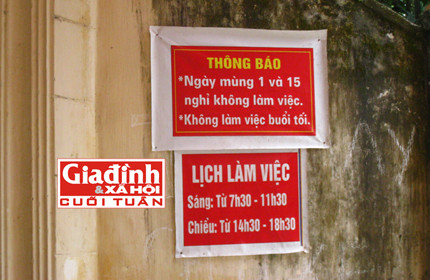 THÔNG BÁO
*Ngày mùng 1 và 15
nghỉ không làm việc.
*Không làm việc buổi tối.
LỊCH LÀM VIỆC
Sáng: Từ 7h30 - 11h30
Chiều: Từ 14h30 - 18h30
Giađình
& XÃ HỘI
CUỐI TUẦN